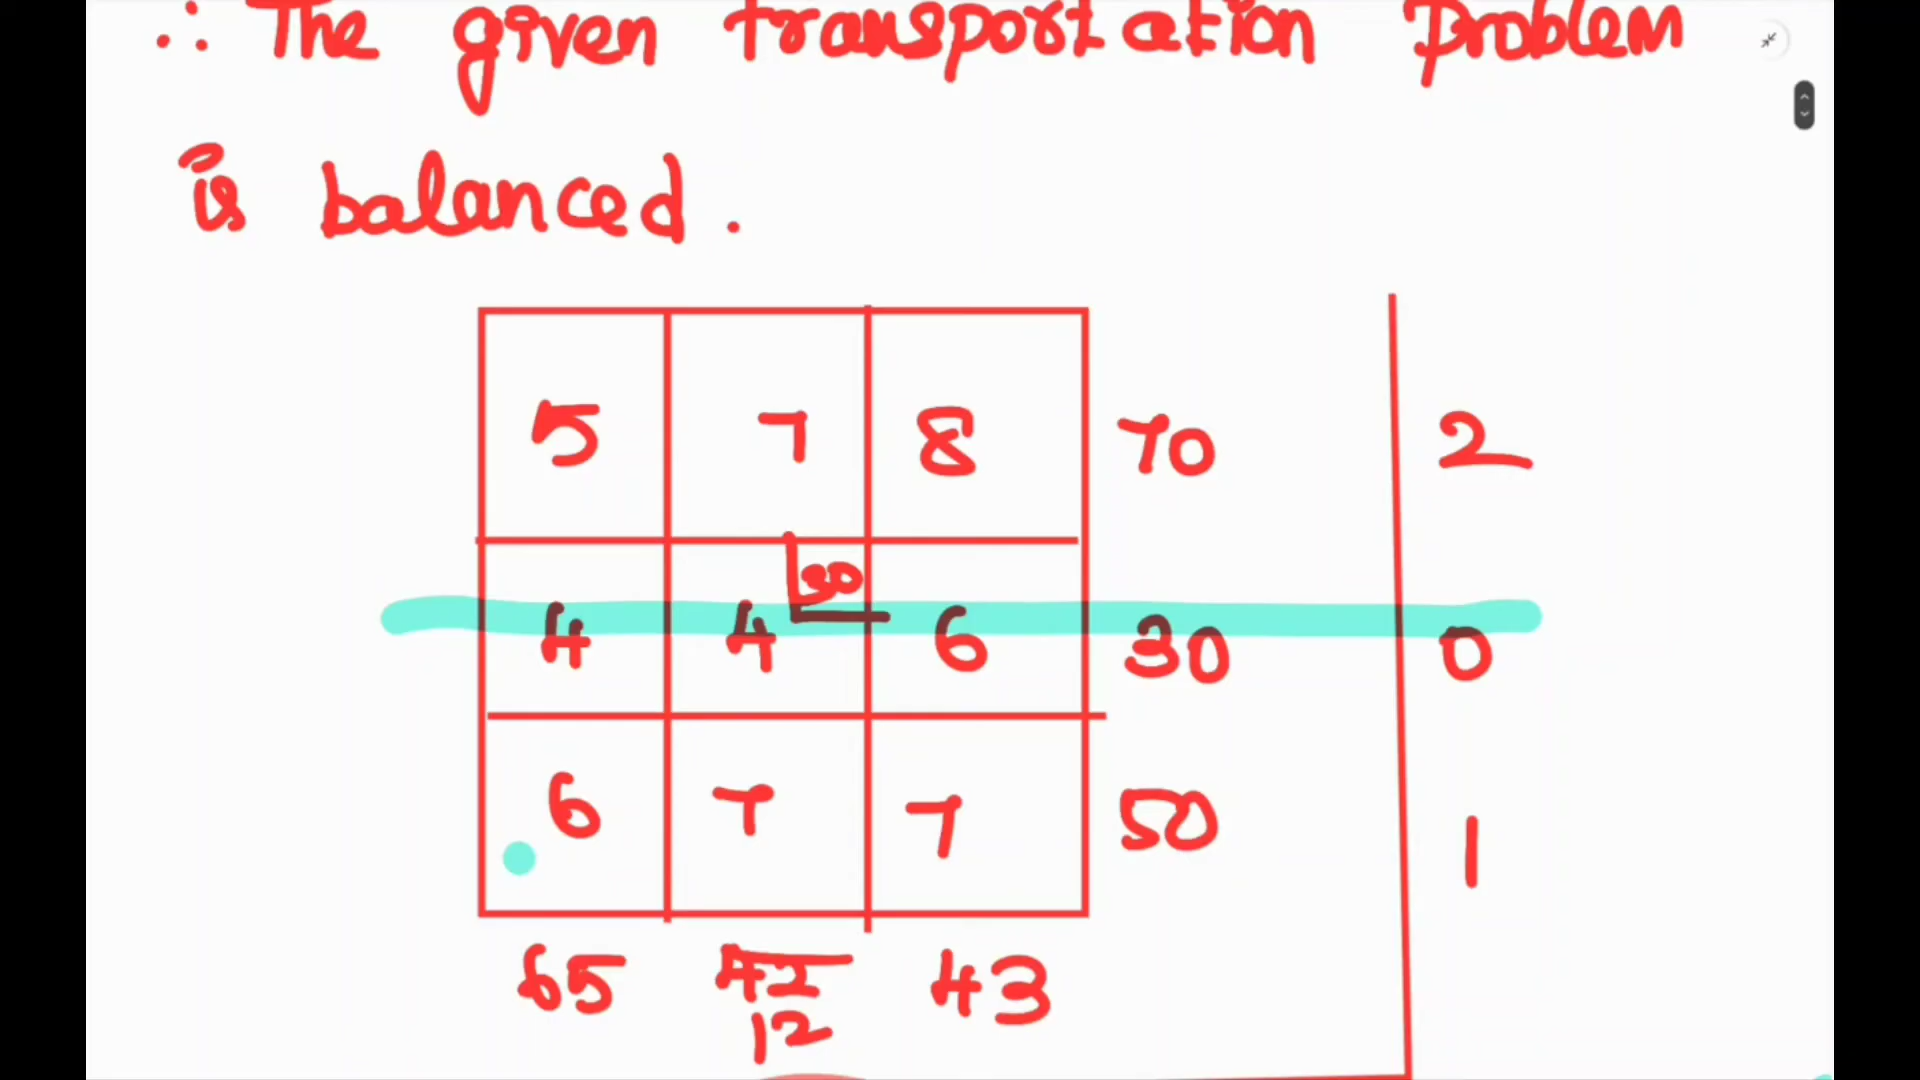 ∴ The given transportation problem
is balanced.
5 7 8 70 2
30
4 4 6 30 0
6 7 7 50 1
65 42 43
12